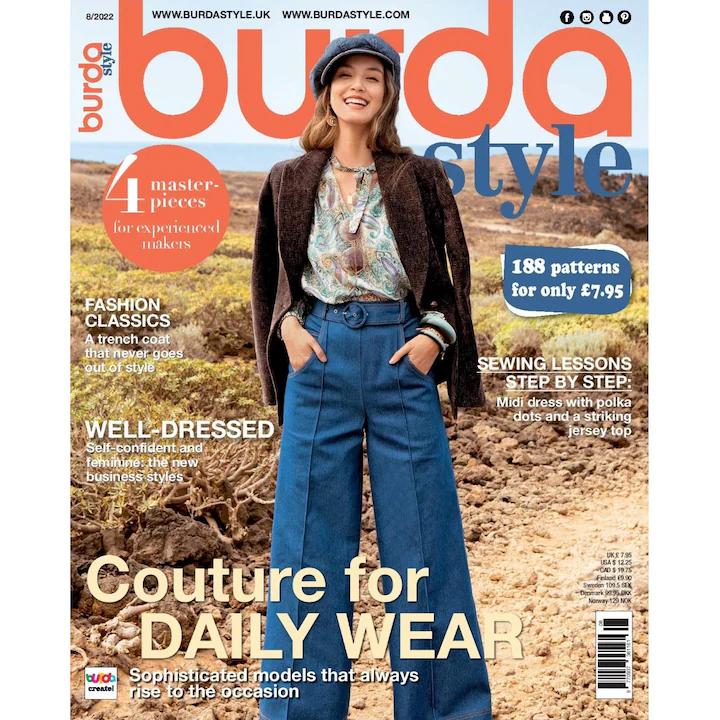 8/2022
WWW.BURDASTYLE.UK WWW.BURDASTYLE.COM
burda
style
burda
style
4 master-
pieces
for experienced
makers
188 patterns
for only £7.95
FASHION
CLASSICS
A trench coat
that never goes
out of style
SEWING LESSONS
STEP BY STEP:
Midi dress with polka
dots and a striking
jersey top
WELL-DRESSED
Self-confident and
feminine: the new
business styles
Couture for
DAILY WEAR
Sophisticated models that always
rise to the occasion
UK £ 7.95
USA $ 12.25
CAD $ 19.75
Finland €9.90
Sweden 109.5 SEK
Denmark 99.95 DKK
Norway 129 NOK
burda
create!